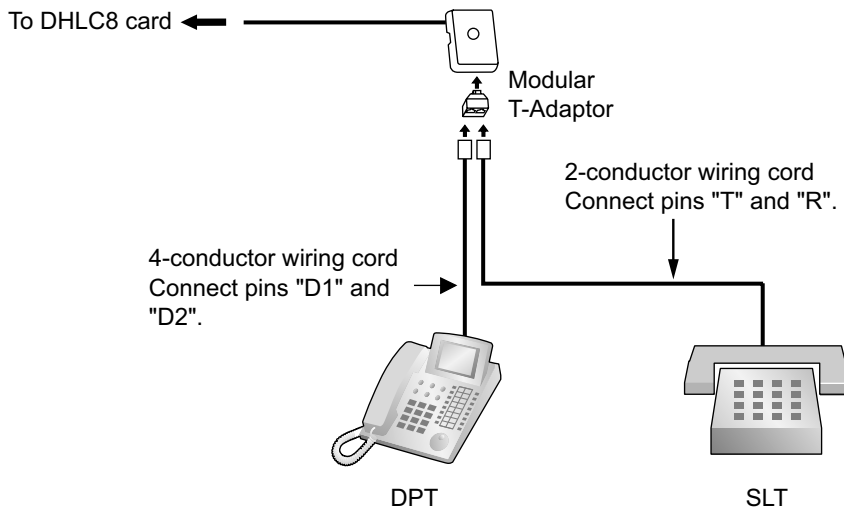 To DHLC8 card
Modular
T-Adaptor
2-conductor wiring cord
Connect pins "T" and "R".
4-conductor wiring cord
Connect pins "D1" and
"D2".
DPT
SLT